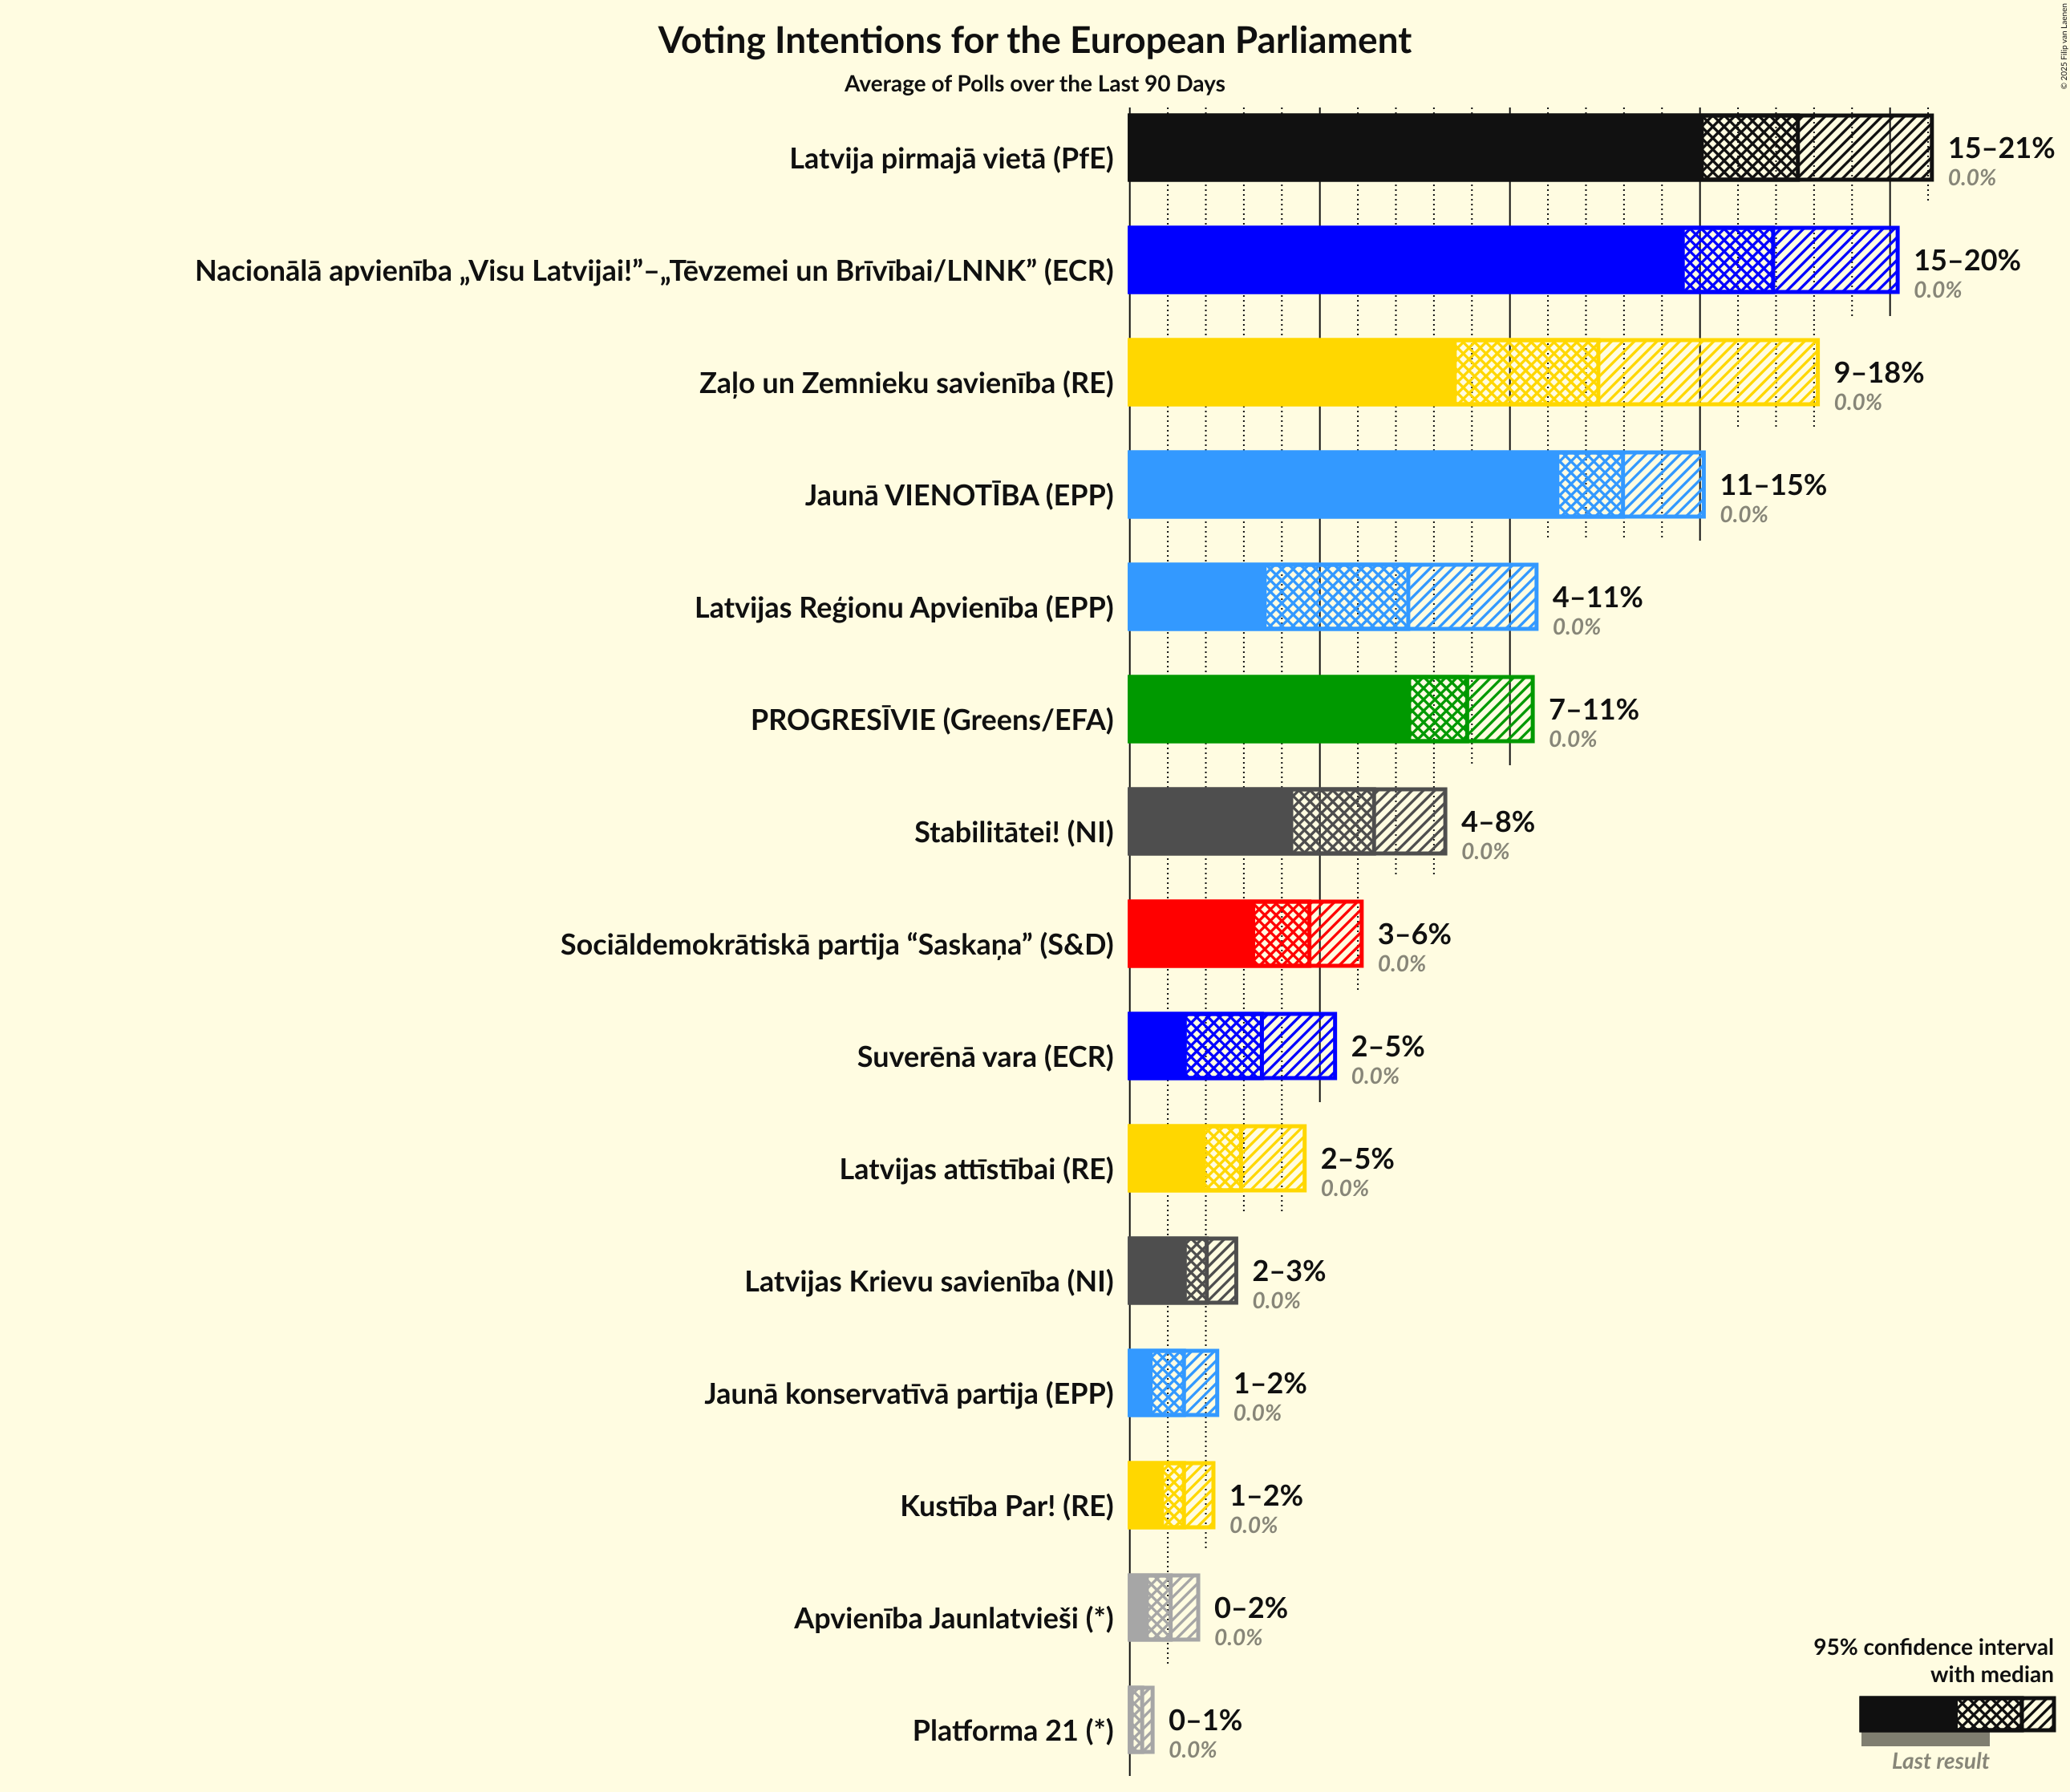 © 2025 Filip van Laenen
Voting Intentions for the European Parliament
Average of Polls over the Last 90 Days
Latvija pirmajā vietā (PfE)
15–21%
0.0%
Nacionālā apvienība „Visu Latvijai!”–„Tēvzemei un Brīvībai/LNNK” (ECR)
15–20%
0.0%
Zaļo un Zemnieku savienība (RE)
9–18%
0.0%
Jaunā VIENOTĪBA (EPP)
11–15%
0.0%
Latvijas Reģionu Apvienība (EPP)
4–11%
0.0%
PROGRESĪVIE (Greens/EFA)
7–11%
0.0%
Stabilitātei! (NI)
4–8%
0.0%
Sociāldemokrātiskā partija “Saskaņa” (S&D)
3–6%
0.0%
Suverēnā vara (ECR)
2–5%
0.0%
Latvijas attīstībai (RE)
2–5%
0.0%
Latvijas Krievu savienība (NI)
2–3%
0.0%
Jaunā konservatīvā partija (EPP)
1–2%
0.0%
Kustība Par! (RE)
1–2%
0.0%
Apvienība Jaunlatvieši (*)
0–2%
0.0%
Platforma 21 (*)
0–1%
0.0%
95% confidence interval
with median
Last result